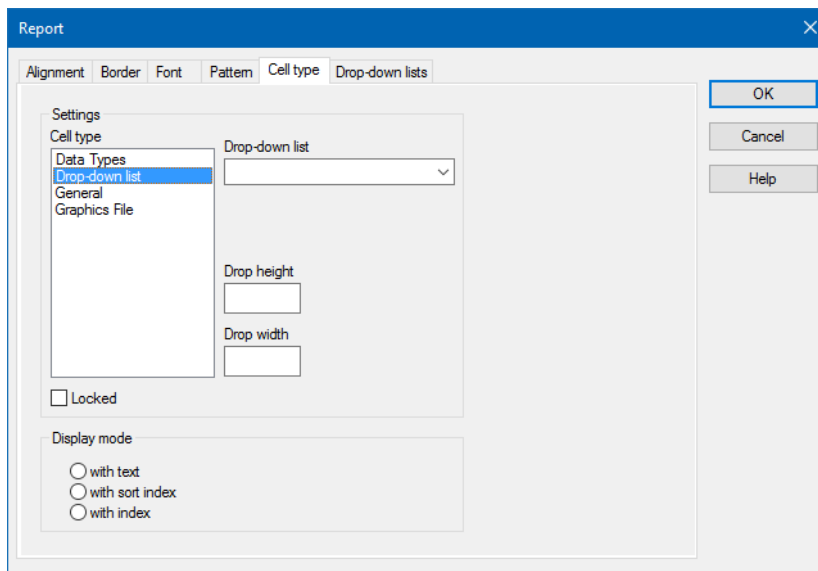 Report
Alignment Border Font Pattern Cell type Drop-down lists
OK
Cancel
Help
Settings
Cell type
Data Types
Drop-down list
General
Graphics File
Drop-down list
Drop height
Drop width
Locked
Display mode
with text
with sort index
with index